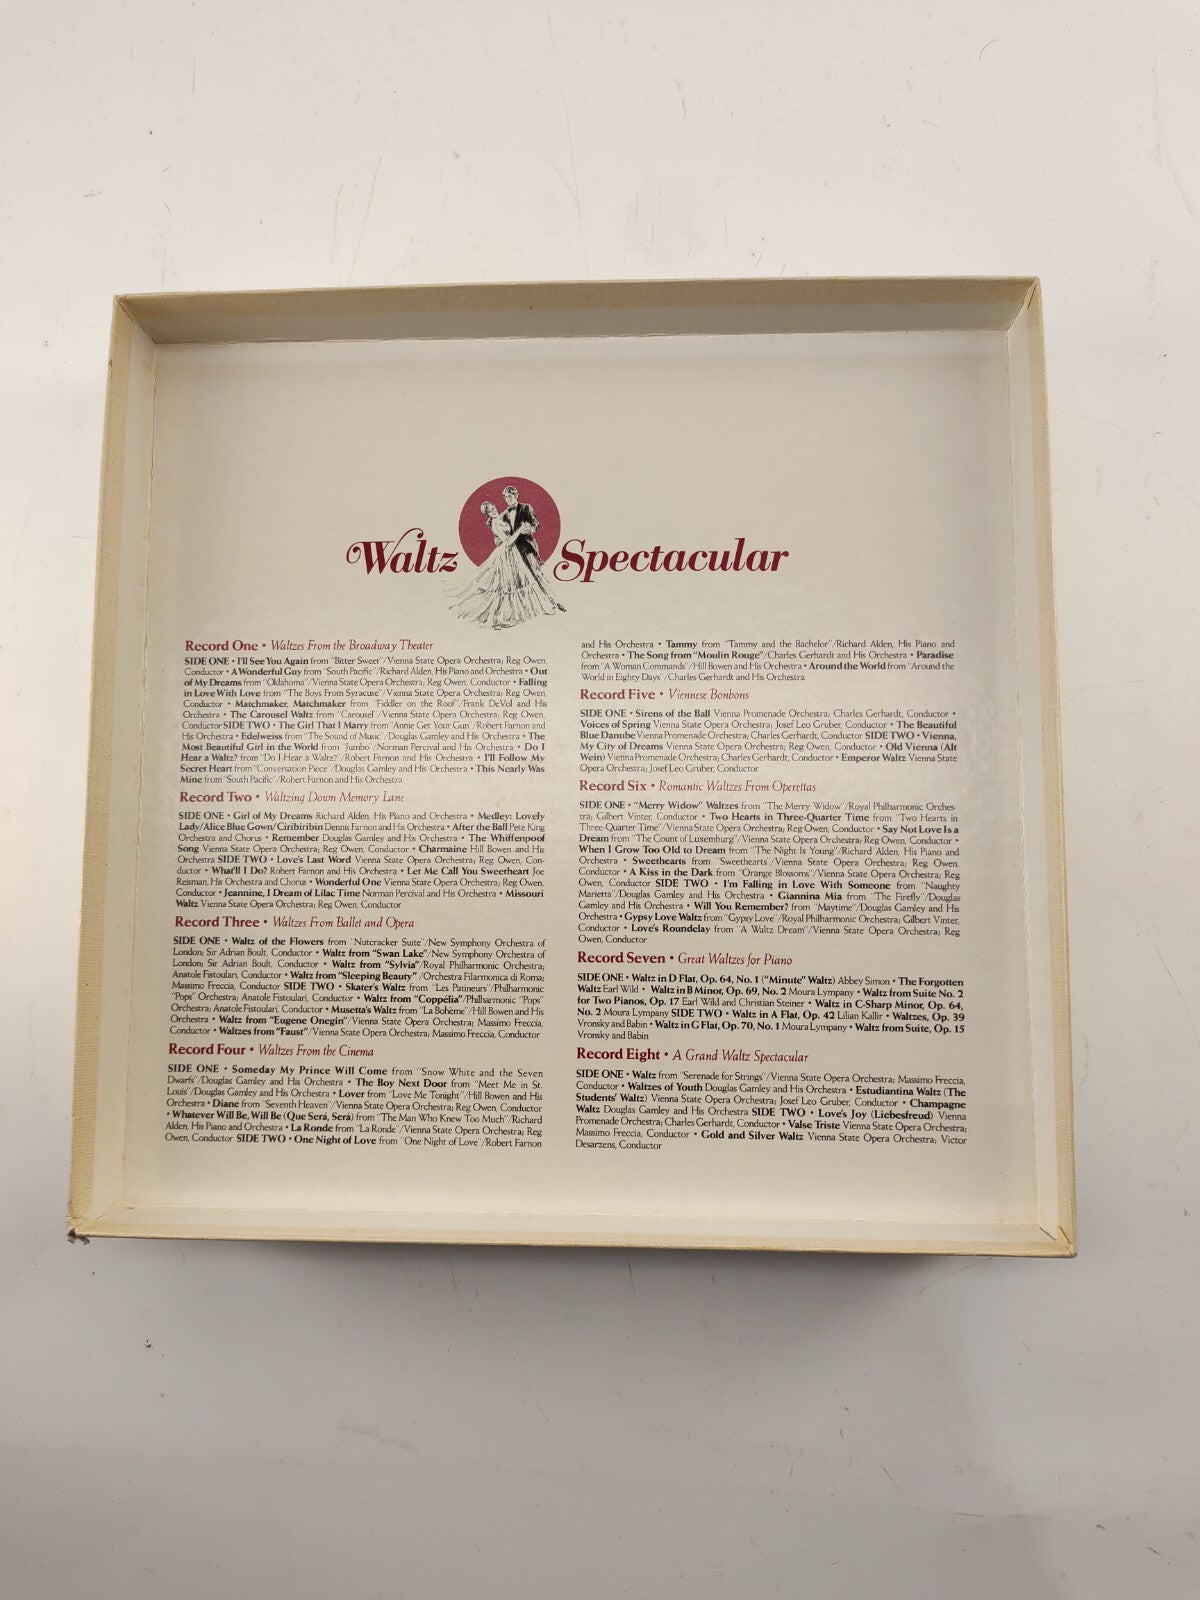 Waltz Spectacular
Record One • Waltzes From the Broadway Theater
SIDE ONE • I'll See You Again from "Bitter Sweet"/Vienna State Opera Orchestra; Reg Owen,
Conductor • A Wonderful Guy from "South Pacific"/Richard Alden, His Piano and Orchestra • Out
of My Dreams from "Oklahoma"/Vienna State Opera Orchestra; Reg Owen, Conductor • Falling
in Love With Love from "The Boys From Syracuse"/Vienna State Opera Orchestra; Reg Owen,
Conductor • Matchmaker, Matchmaker from "Fiddler on the Roof"/Frank DeVol and His
Orchestra • The Carousel Waltz from "Carousel"/Vienna State Opera Orchestra; Reg Owen,
Conductor SIDE TWO • The Girl That I Marry from "Annie Get Your Gun"/Robert Farnon and
His Orchestra • Edelweiss from "The Sound of Music"/Douglas Gamley and His Orchestra • The
Most Beautiful Girl in the World from "Jumbo"/Norman Percival and His Orchestra • Do I
Hear a Waltz? from "Do I Hear a Waltz?"/Robert Farnon and His Orchestra • I'll Follow My
Secret Heart from "Conversation Piece"/Douglas Gamley and His Orchestra • This Nearly Was
Mine from "South Pacific"/Robert Farnon and His Orchestra
Record Two • Waltzing Down Memory Lane
SIDE ONE • Girl of My Dreams Richard Alden, His Piano and Orchestra • Medley: Lovely
Lady/Alice Blue Gown/Ciribiribin Dennis Farnon and His Orchestra • After the Ball Pete King
Orchestra and Chorus • Remember Douglas Gamley and His Orchestra • The Whiffenpoof
Song Vienna State Opera Orchestra; Reg Owen, Conductor • Charmaine Hill Bowen and His
Orchestra SIDE TWO • Love's Last Word Vienna State Opera Orchestra; Reg Owen, Con-
ductor • What'll I Do? Robert Farnon and His Orchestra • Let Me Call You Sweetheart Joe
Reisman, His Orchestra and Chorus • Wonderful One Vienna State Opera Orchestra; Reg Owen,
Conductor • Jeannine, I Dream of Lilac Time Norman Percival and His Orchestra • Missouri
Waltz Vienna State Opera Orchestra; Reg Owen, Conductor
Record Three • Waltzes From Ballet and Opera
SIDE ONE • Waltz of the Flowers from "Nutcracker Suite"/New Symphony Orchestra of
London; Sir Adrian Boult, Conductor • Waltz from "Swan Lake"/New Symphony Orchestra of
London; Sir Adrian Boult, Conductor • Waltz from "Sylvia"/Royal Philharmonic Orchestra;
Anatole Fistoulari, Conductor • Waltz from "Sleeping Beauty"/Orchestra Filarmonica di Roma;
Massimo Freccia, Conductor SIDE TWO • Skater's Waltz from "Les Patineurs"/Philharmonic
"Pops" Orchestra; Anatole Fistoulari, Conductor • Waltz from "Coppélia"/Philharmonic "Pops"
Orchestra; Anatole Fistoulari, Conductor • Musetta's Waltz from "La Bohème"/Hill Bowen and His
Orchestra • Waltz from "Eugene Onegin"/Vienna State Opera Orchestra; Massimo Freccia,
Conductor • Waltzes from "Faust"/Vienna State Opera Orchestra; Massimo Freccia, Conductor
Record Four • Waltzes From the Cinema
SIDE ONE • Someday My Prince Will Come from "Snow White and the Seven
Dwarfs"/Douglas Gamley and His Orchestra • The Boy Next Door from "Meet Me in St.
Louis"/Douglas Gamley and His Orchestra • Lover from "Love Me Tonight"/Hill Bowen and His
Orchestra • Diane from "Seventh Heaven"/Vienna State Opera Orchestra; Reg Owen, Conductor
• Whatever Will Be, Will Be (Que Será, Será) from "The Man Who Knew Too Much"/Richard
Alden, His Piano and Orchestra • La Ronde from "La Ronde"/Vienna State Opera Orchestra; Reg
Owen, Conductor SIDE TWO • One Night of Love from "One Night of Love"/Robert Farnon
and His Orchestra • Tammy from "Tammy and the Bachelor"/Richard Alden, His Piano and
Orchestra • The Song from "Moulin Rouge"/Charles Gerhardt and His Orchestra • Paradise
from "A Woman Commands"/Hill Bowen and His Orchestra • Around the World from "Around the
World in Eighty Days"/Charles Gerhardt and His Orchestra
Record Five • Viennese Bonbons
SIDE ONE • Sirens of the Ball Vienna Promenade Orchestra; Charles Gerhardt, Conductor •
Voices of Spring Vienna State Opera Orchestra; Josef Leo Gruber, Conductor • The Beautiful
Blue Danube Vienna Promenade Orchestra; Charles Gerhardt, Conductor SIDE TWO • Vienna,
My City of Dreams Vienna State Opera Orchestra; Reg Owen, Conductor • Old Vienna (Alt
Wein) Vienna Promenade Orchestra; Charles Gerhardt, Conductor • Emperor Waltz Vienna State
Opera Orchestra; Josef Leo Gruber, Conductor
Record Six • Romantic Waltzes From Operettas
SIDE ONE • "Merry Widow" Waltzes from "The Merry Widow"/Royal Philharmonic Orches-
tra; Gilbert Vinter, Conductor • Two Hearts in Three-Quarter Time from "Two Hearts in
Three-Quarter Time"/Vienna State Opera Orchestra; Reg Owen, Conductor • Say Not Love Is a
Dream from "The Count of Luxemburg"/Vienna State Opera Orchestra; Reg Owen, Conductor •
When I Grow Too Old to Dream from "The Night Is Young"/Richard Alden, His Piano and
Orchestra • Sweethearts from "Sweethearts"/Vienna State Opera Orchestra; Reg Owen,
Conductor • A Kiss in the Dark from "Orange Blossoms"/Vienna State Opera Orchestra; Reg
Owen, Conductor SIDE TWO • I'm Falling in Love With Someone from "Naughty
Marietta"/Douglas Gamley and His Orchestra • Giannina Mia from "The Firefly"/Douglas
Gamley and His Orchestra • Will You Remember? from "Maytime"/Douglas Gamley and His
Orchestra • Gypsy Love Waltz from "Gypsy Love"/Royal Philharmonic Orchestra; Gilbert Vinter,
Conductor • Love's Roundelay from "A Waltz Dream"/Vienna State Opera Orchestra; Reg
Owen, Conductor
Record Seven • Great Waltzes for Piano
SIDE ONE • Waltz in D Flat, Op. 64, No. 1 ("Minute" Waltz) Abbey Simon • The Forgotten
Waltz Earl Wild • Waltz in B Minor, Op. 69, No. 2 Moura Lympany • Waltz from Suite No. 2
for Two Pianos, Op. 17 Earl Wild and Christian Steiner • Waltz in C-Sharp Minor, Op. 64,
No. 2 Moura Lympany SIDE TWO • Waltz in A Flat, Op. 42 Lilian Kallir • Waltzes, Op. 39
Vronsky and Babin • Waltz in G Flat, Op. 70, No. 1 Moura Lympany • Waltz from Suite, Op. 15
Vronsky and Babin
Record Eight • A Grand Waltz Spectacular
SIDE ONE • Waltz from "Serenade for Strings"/Vienna State Opera Orchestra; Massimo Freccia,
Conductor • Waltzes of Youth Douglas Gamley and His Orchestra • Estudiantina Waltz (The
Students' Waltz) Vienna State Opera Orchestra; Josef Leo Gruber, Conductor • Champagne
Waltz Douglas Gamley and His Orchestra SIDE TWO • Love's Joy (Liebesfreud) Vienna
Promenade Orchestra; Charles Gerhardt, Conductor • Valse Triste Vienna State Opera Orchestra;
Massimo Freccia, Conductor • Gold and Silver Waltz Vienna State Opera Orchestra; Victor
Desarzens, Conductor